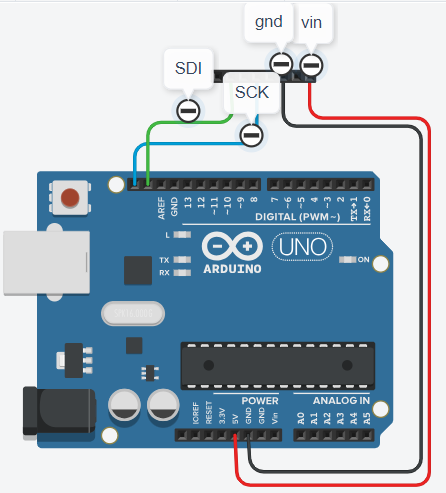 gnd vin
SDI
SCK
AREF
GND
13
12
~11
~10
~9
8
7
~6
~5
4
~3
2
TX→1
RX←0
DIGITAL (PWM~)
L
TX
RX
ARDUINO
UNO
ON
POWER
ANALOG IN
IOREF
RESET
3.3V
5V
GND
GND
Vin
A0
A1
A2
A3
A4
A5